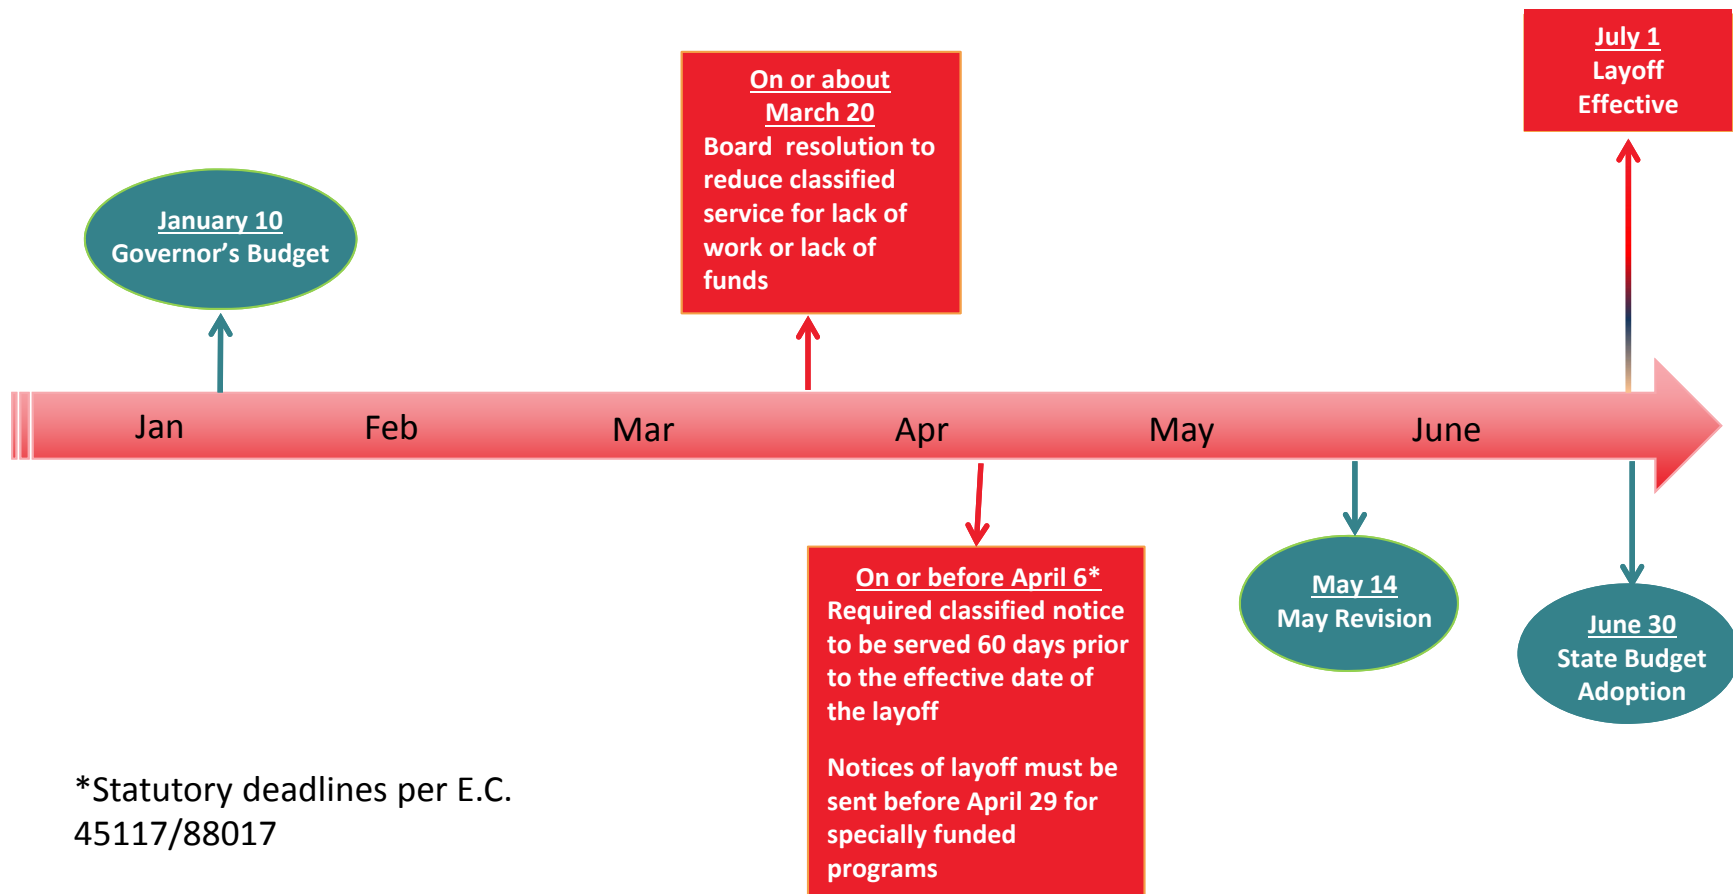 July 1
Layoff
Effective
On or about
March 20
Board resolution to
reduce classified
service for lack of
work or lack of
funds
January 10
Governor’s Budget
Jan
Feb
Mar
Apr
May
June
On or before April 6*
Required classified notice
to be served 60 days prior
to the effective date of
the layoff
Notices of layoff must be
sent before April 29 for
specially funded
programs
May 14
May Revision
June 30
State Budget
Adoption
*Statutory deadlines per E.C.
45117/88017